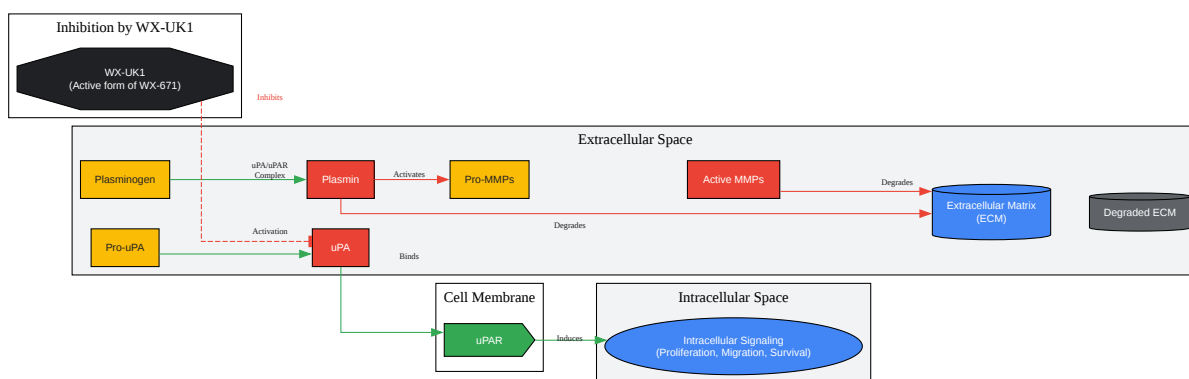 Inhibition by WX-UK1
WX-UK1
(Active form of WX-671)
Inhibits
Extracellular Space
Plasminogen
uPA/uPAR
Complex
Plasmin
Activates
Pro-MMPs
Active MMPs
Degrades
Extracellular Matrix
(ECM)
Degraded ECM
Degrades
Pro-uPA
Activation
uPA
Binds
Cell Membrane
uPAR
Induces
Intracellular Space
Intracellular Signaling
(Proliferation, Migration, Survival)